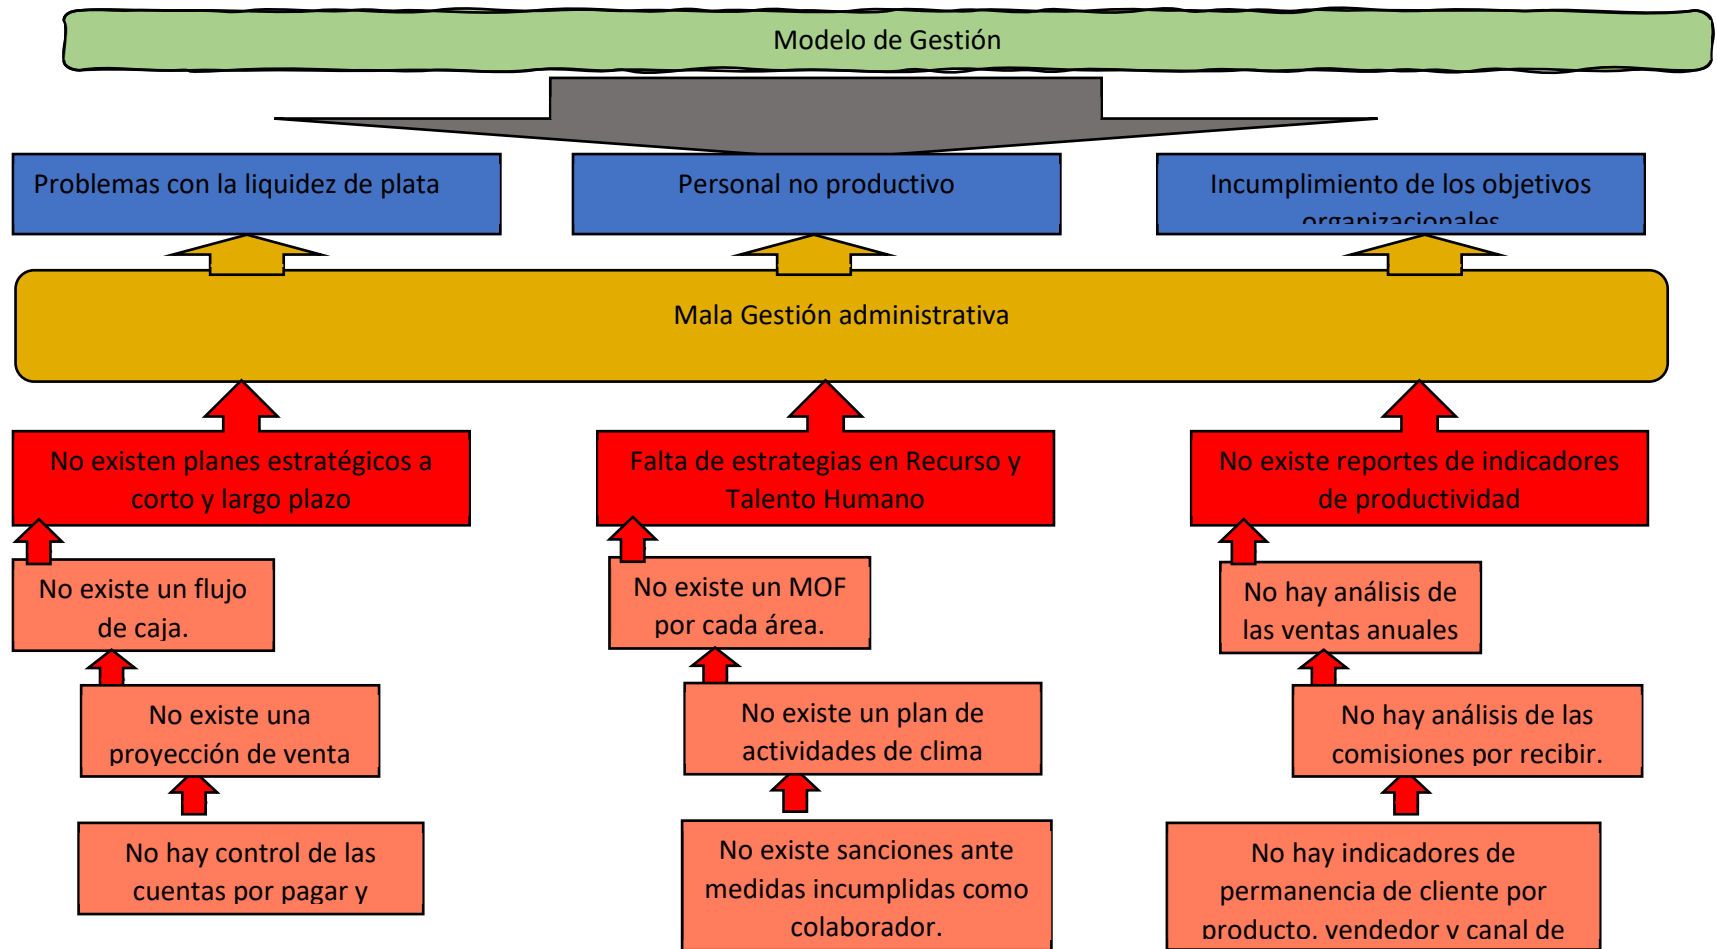 Modelo de Gestión
Problemas con la liquidez de plata
Personal no productivo
Incumplimiento de los objetivos
organizacionales
Mala Gestión administrativa
No existen planes estratégicos a
corto y largo plazo
Falta de estrategias en Recurso y
Talento Humano
No existe reportes de indicadores
de productividad
No existe un flujo
de caja.
No existe un MOF
por cada área.
No hay análisis de
las ventas anuales
No existe una
proyección de venta
No existe un plan de
actividades de clima
No hay análisis de las
comisiones por recibir.
No hay control de las
cuentas por pagar y
No existe sanciones ante
medidas incumplidas como
colaborador.
No hay indicadores de
permanencia de cliente por
producto, vendedor y canal de